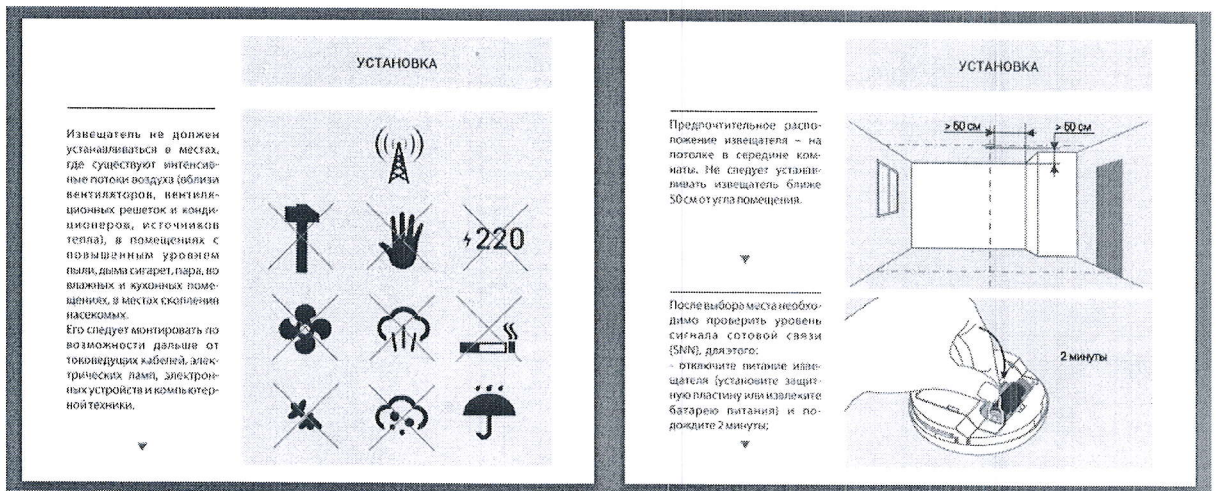 УСТАНОВКА
Извещатель не должен
устанавливаться в местах,
где существуют интенсив-
ные потоки воздуха (вблизи
вентиляторов, вентиля-
ционных решеток и конди-
ционеров, источников
тепла), в помещениях с
повышенным уровнем
пыли, дыма сигарет, пара, во
влажных и кухонных поме-
щениях, в местах скопления
насекомых.
Его следует монтировать по
возможности дальше от
токоведущих кабелей, элек-
трических ламп, электрон-
ных устройств и компьютер-
ной техники.
220
УСТАНОВКА
Предпочтительное распо-
ложение извещателя – на
потолке в середине ком-
наты. Не следует устанав-
ливать извещатель ближе
50 см от угла помещения.
> 50 см
> 50 см
После выбора места необхо-
димо проверить уровень
сигнала сотовой связи
(SNN), для этого:
- отключите питание изве-
щателя (установите защит-
ную пластину или извлеките
батарею питания) и по-
дождите 2 минуты;
2 минуты